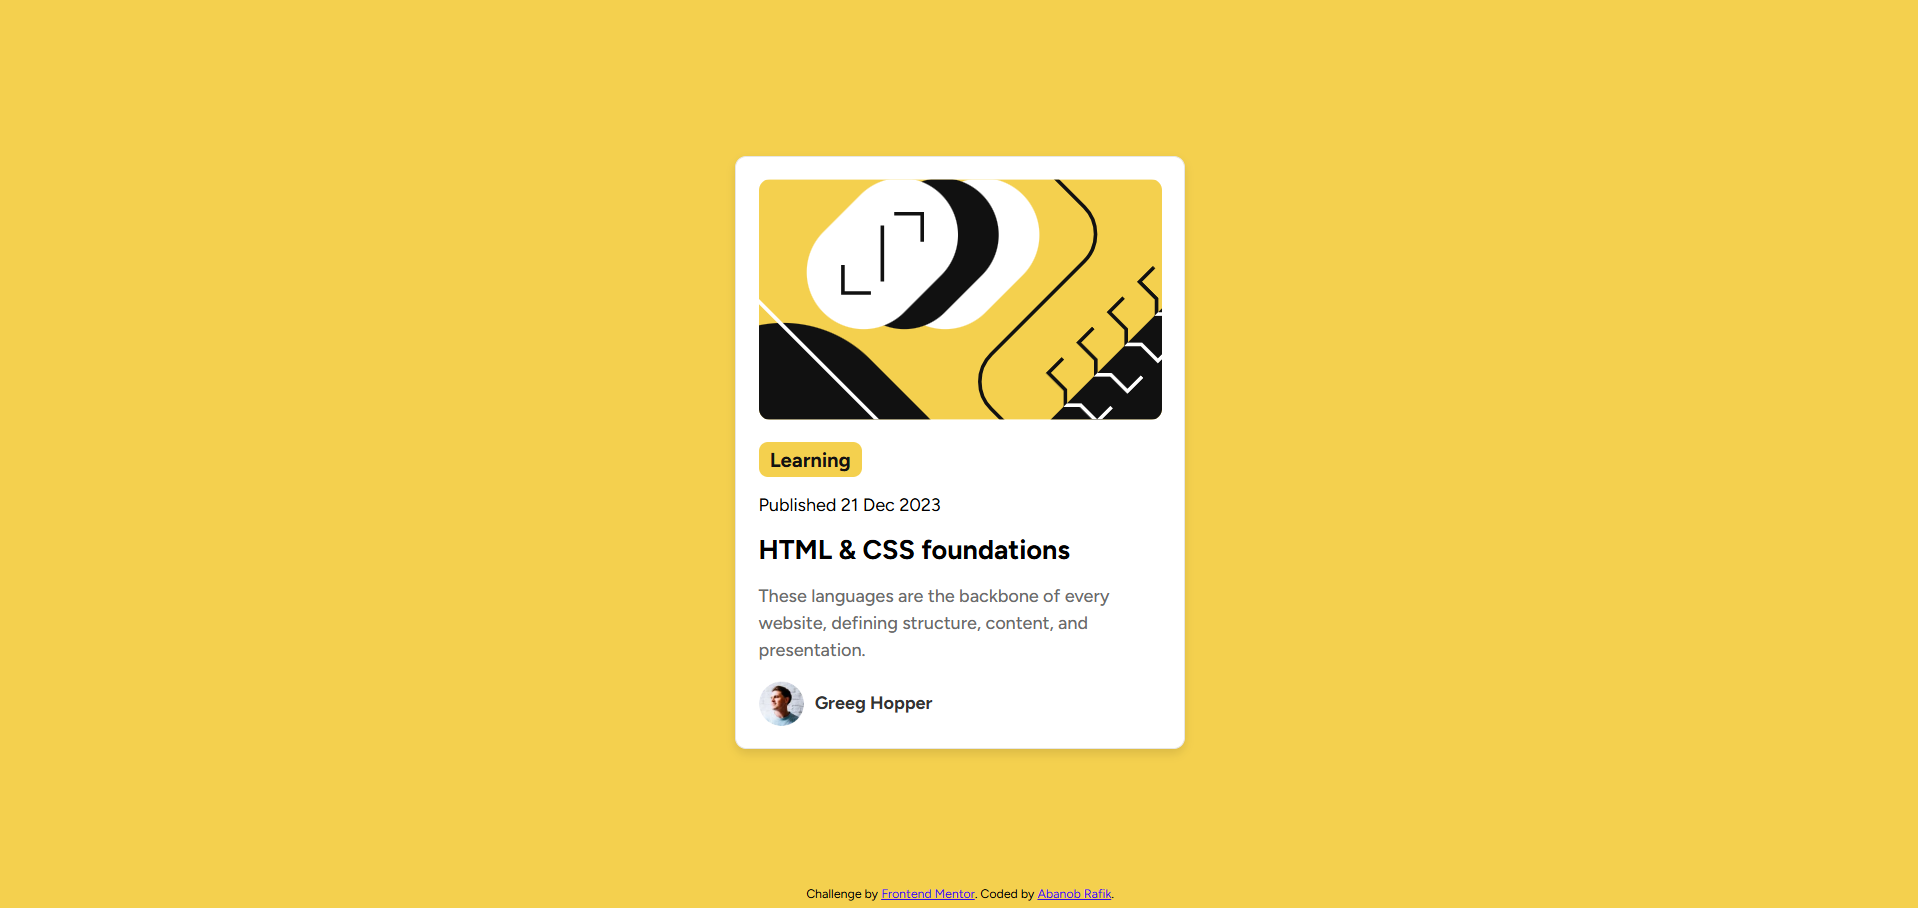 Learning
Published 21 Dec 2023
HTML & CSS foundations
These languages are the backbone of every
website, defining structure, content, and
presentation.
Greeg Hopper
Challenge by Frontend Mentor. Coded by Abanob Rafik.